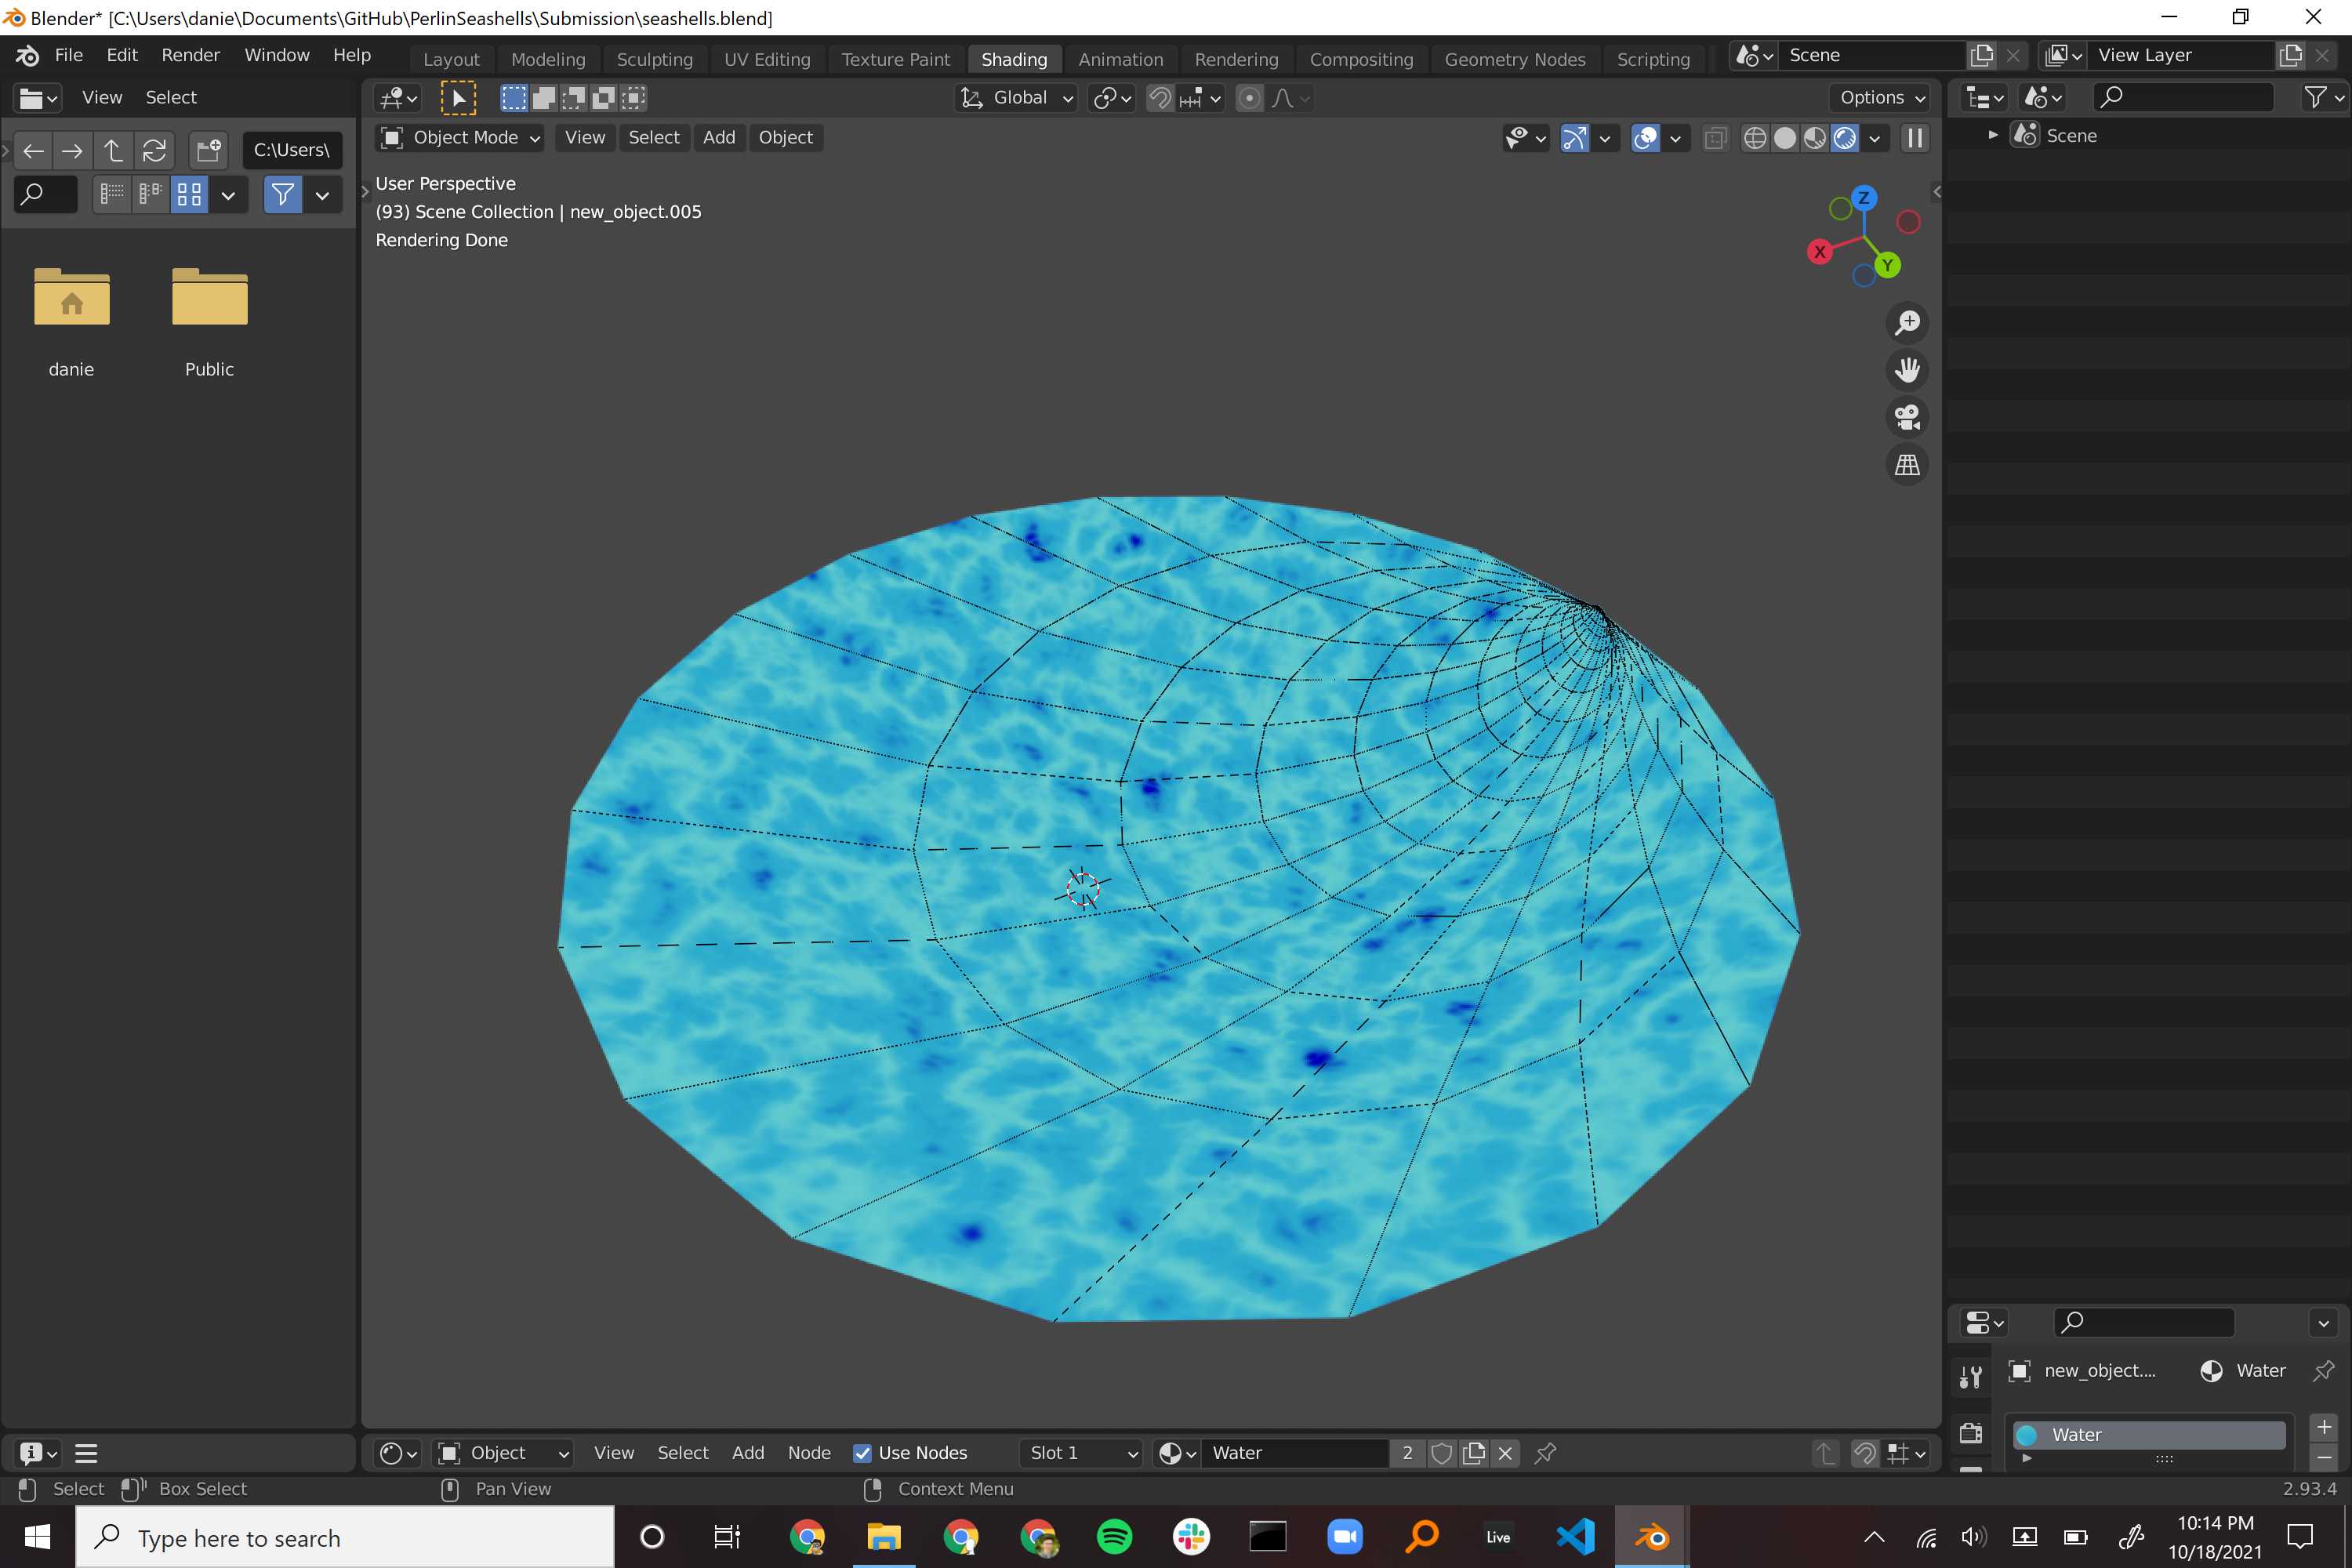 Blender* [C:\Users\danie\Documents\GitHub\PerlinSeashells\Submission\seashells.blend]
File Edit Render Window Help Layout Modeling Sculpting UV Editing Texture Paint Shading Animation Rendering Compositing Geometry Nodes Scripting Scene View Layer
View Select Global Options
C:\Users\ Object Mode View Select Add Object
Scene
User Perspective
(93) Scene Collection | new_object.005
Rendering Done
Z
X
Y
danie Public
new_object.... Water
Water
Object View Select Add Node Use Nodes Slot 1 Water 2
Select Box Select Pan View Context Menu 2.93.4
Type here to search Live 10:14 PM
10/18/2021